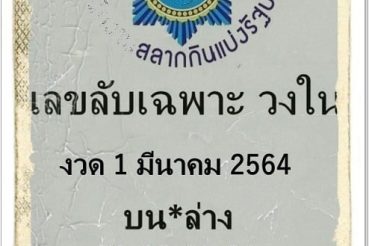 สลากกินแบ่งรัฐบ
เลขลับเฉพาะ วงใน
งวด 1 มีนาคม 2564
บน*ล่าง